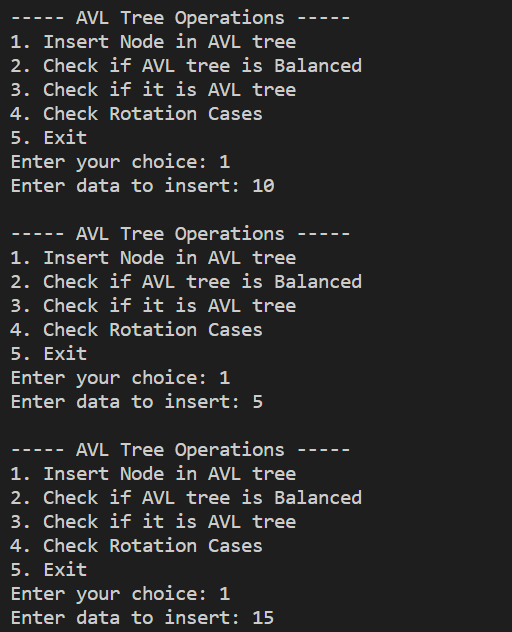 ----- AVL Tree Operations -----
1. Insert Node in AVL tree
2. Check if AVL tree is Balanced
3. Check if it is AVL tree
4. Check Rotation Cases
5. Exit
Enter your choice: 1
Enter data to insert: 10

----- AVL Tree Operations -----
1. Insert Node in AVL tree
2. Check if AVL tree is Balanced
3. Check if it is AVL tree
4. Check Rotation Cases
5. Exit
Enter your choice: 1
Enter data to insert: 5

----- AVL Tree Operations -----
1. Insert Node in AVL tree
2. Check if AVL tree is Balanced
3. Check if it is AVL tree
4. Check Rotation Cases
5. Exit
Enter your choice: 1
Enter data to insert: 15